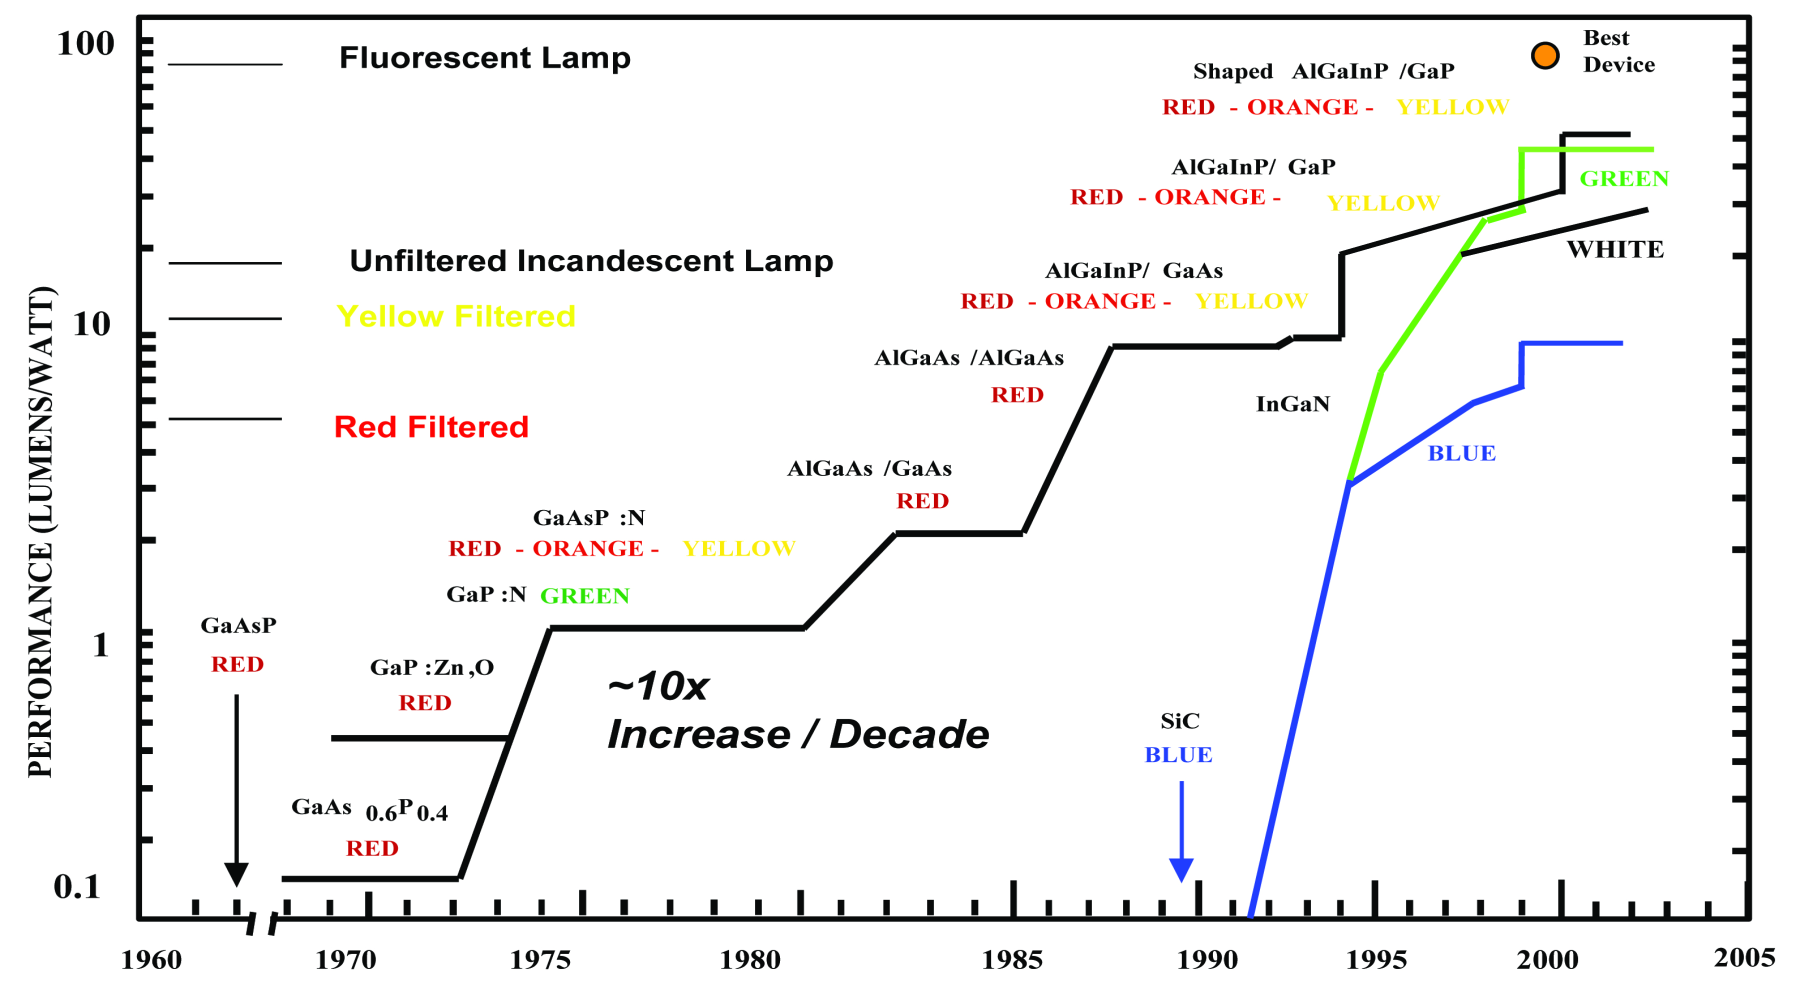 100
Fluorescent Lamp
Best
Device
Shaped AlGaInP /GaP
RED - ORANGE - YELLOW
AlGaInP/ GaP
RED - ORANGE - YELLOW
GREEN
WHITE
Unfiltered Incandescent Lamp
AlGaInP/ GaAs
RED - ORANGE - YELLOW
10
Yellow Filtered
AlGaAs /AlGaAs
RED
InGaN
Red Filtered
BLUE
AlGaAs /GaAs
RED
GaAsP :N
RED - ORANGE - YELLOW
GaP :N GREEN
1
GaAsP
RED
GaP :Zn,O
RED
~10x
Increase / Decade
SiC
BLUE
GaAs 0.6P 0.4
RED
0.1
PERFORMANCE (LUMENS/WATT)
1960 1970 1975 1980 1985 1990 1995 2000 2005